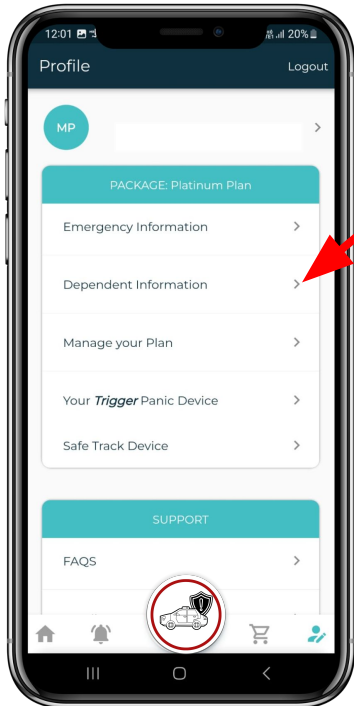 12:01 20%
Profile Logout
MP
PACKAGE: Platinum Plan
Emergency Information
Dependent Information
Manage your Plan
Your Trigger Panic Device
Safe Track Device
SUPPORT
FAQS